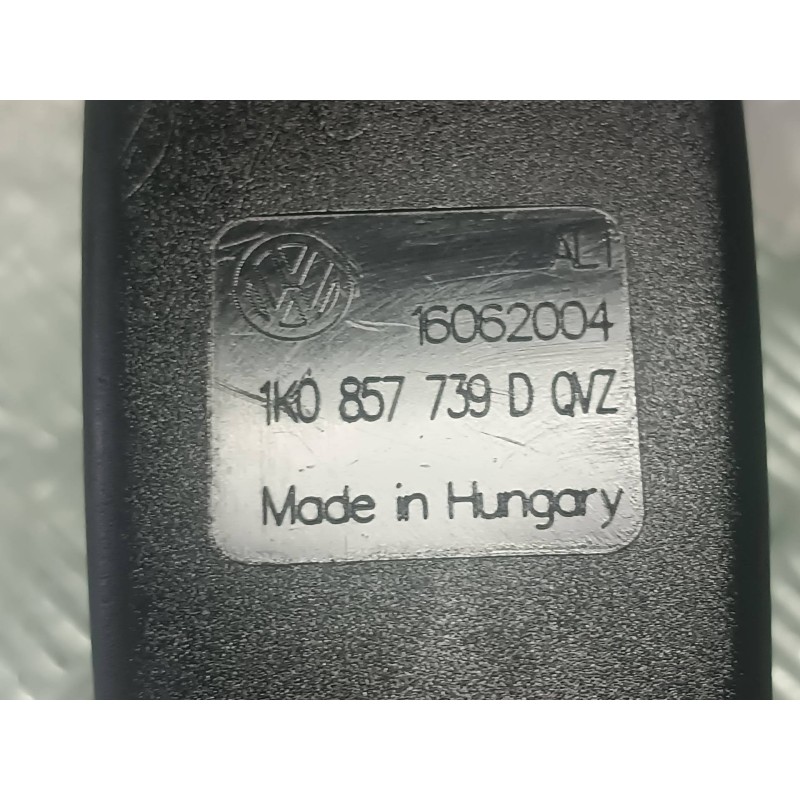 AL1
16062004
1K0 857 739 D QVZ
Made in Hungary